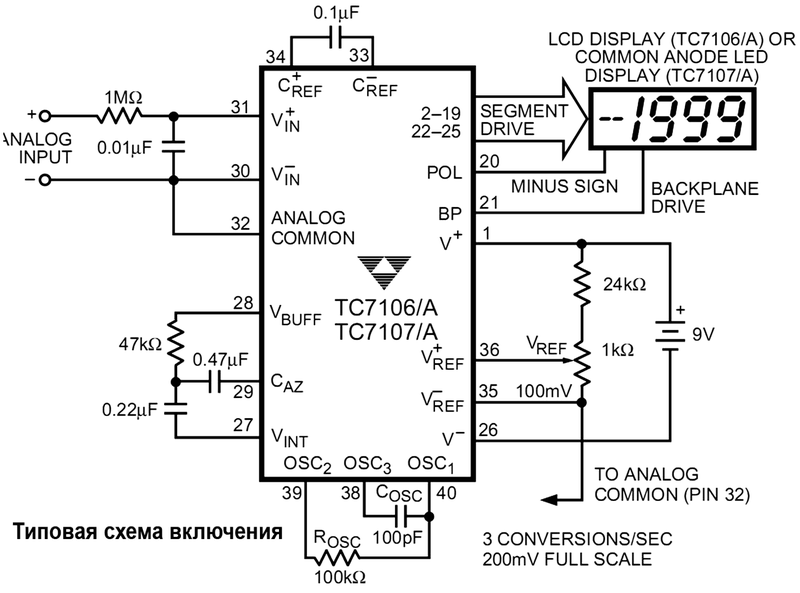 0.1µF
34
33
C+REF
C−REF
LCD DISPLAY (TC7106/A) OR
COMMON ANODE LED
DISPLAY (TC7107/A)
1MΩ
31
+
V+IN
ANALOG
INPUT
0.01µF
2–19
22–25
SEGMENT
DRIVE
-1999
–
30
V−IN
POL
20
MINUS SIGN
32
ANALOG
COMMON
BP
21
BACKPLANE
DRIVE
V+
1
TC7106/A
TC7107/A
28
VBUFF
24kΩ
+
9V
47kΩ
0.47µF
29
CAZ
V+REF
36
VREF
1kΩ
0.22µF
V−REF
35
100mV
27
VINT
V−
26
OSC2
OSC3
OSC1
39
38
COSC
40
TO ANALOG
COMMON (PIN 32)
100pF
Типовая схема включения
ROSC
100kΩ
3 CONVERSIONS/SEC
200mV FULL SCALE